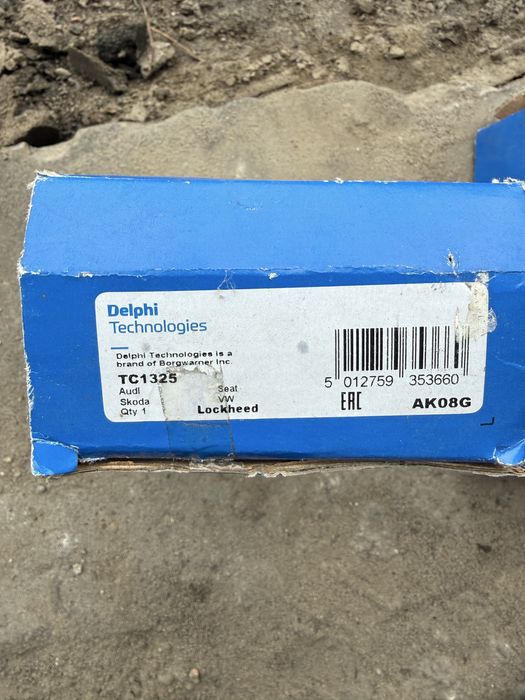 Delphi
Technologies
Delphi Technologies is a
brand of Borgwarner Inc.
TC1325
Audi Seat
Skoda VW
Qty 1 Lockheed
5 012759 353660
EAC AK08G